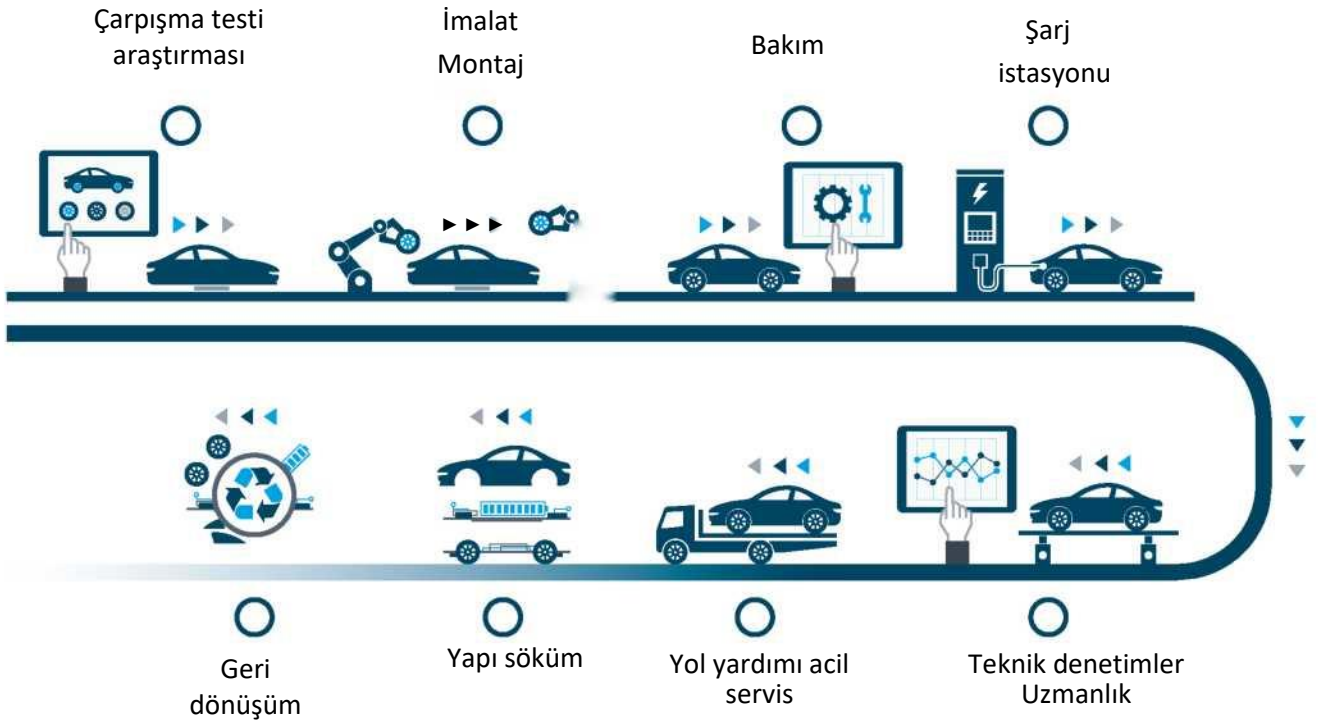 Çarpışma testi
araştırması
İmalat
Montaj
Bakım
Şarj
istasyonu
Geri
dönüşüm
Yapı söküm
Yol yardımı acil
servis
Teknik denetimler
Uzmanlık